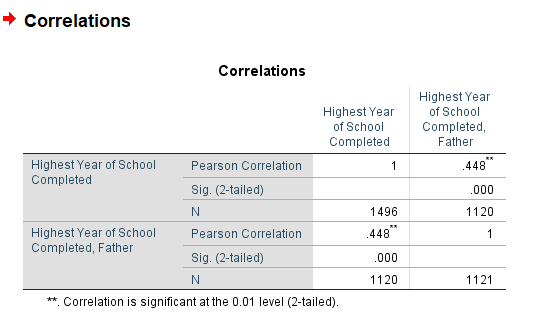 Correlations
Correlations
Highest Year of School Completed
Highest Year of School Completed, Father
Highest Year of School Completed
Pearson Correlation 1 .448**
Sig. (2-tailed) .000
N 1496 1120
Highest Year of School Completed, Father
Pearson Correlation .448** 1
Sig. (2-tailed) .000
N 1120 1121
**. Correlation is significant at the 0.01 level (2-tailed).